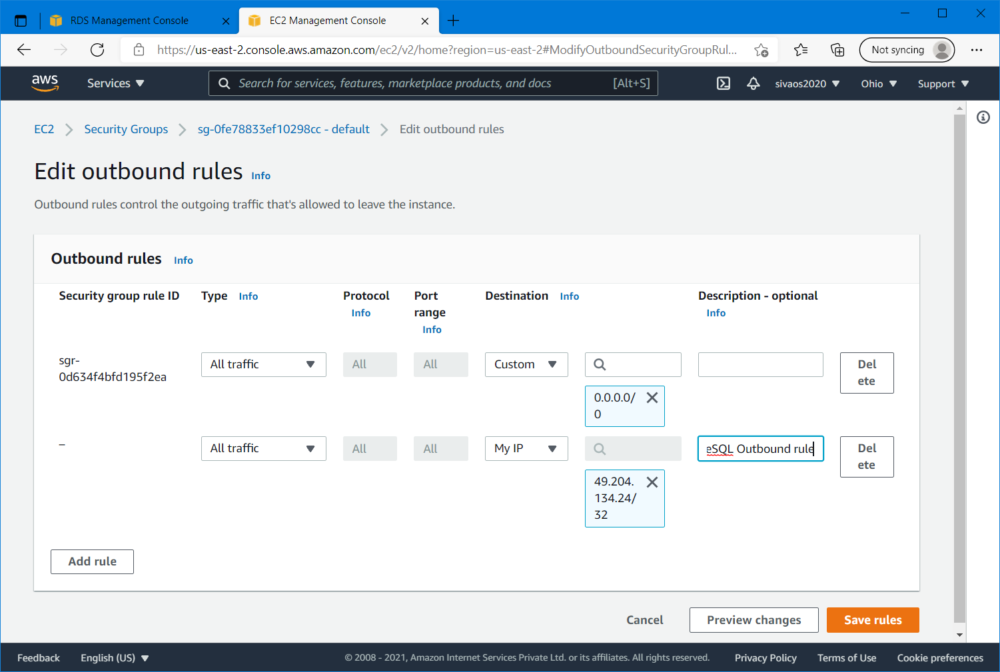 RDS Management Console
EC2 Management Console
https://us-east-2.console.aws.amazon.com/ec2/v2/home?region=us-east-2#ModifyOutboundSecurityGroupRul...
Not syncing
aws
Services
Search for services, features, marketplace products, and docs
[Alt+S]
sivaos2020
Ohio
Support
EC2 > Security Groups > sg-0fe78833ef10298cc - default > Edit outbound rules
Edit outbound rules Info
Outbound rules control the outgoing traffic that's allowed to leave the instance.
Outbound rules Info
Security group rule ID
Type Info
Protocol
Info
Port
range
Info
Destination Info
Description - optional
Info
sgr-
0d634f4bfd195f2ea
All traffic
All
All
Custom
0.0.0.0/
0
Del
ete
–
All traffic
All
All
My IP
49.204.
134.24/
32
eSQL Outbound rule
Del
ete
Add rule
Cancel
Preview changes
Save rules
Feedback
English (US)
© 2008 - 2021, Amazon Internet Services Private Ltd. or its affiliates. All rights reserved.
Privacy Policy
Terms of Use
Cookie preferences